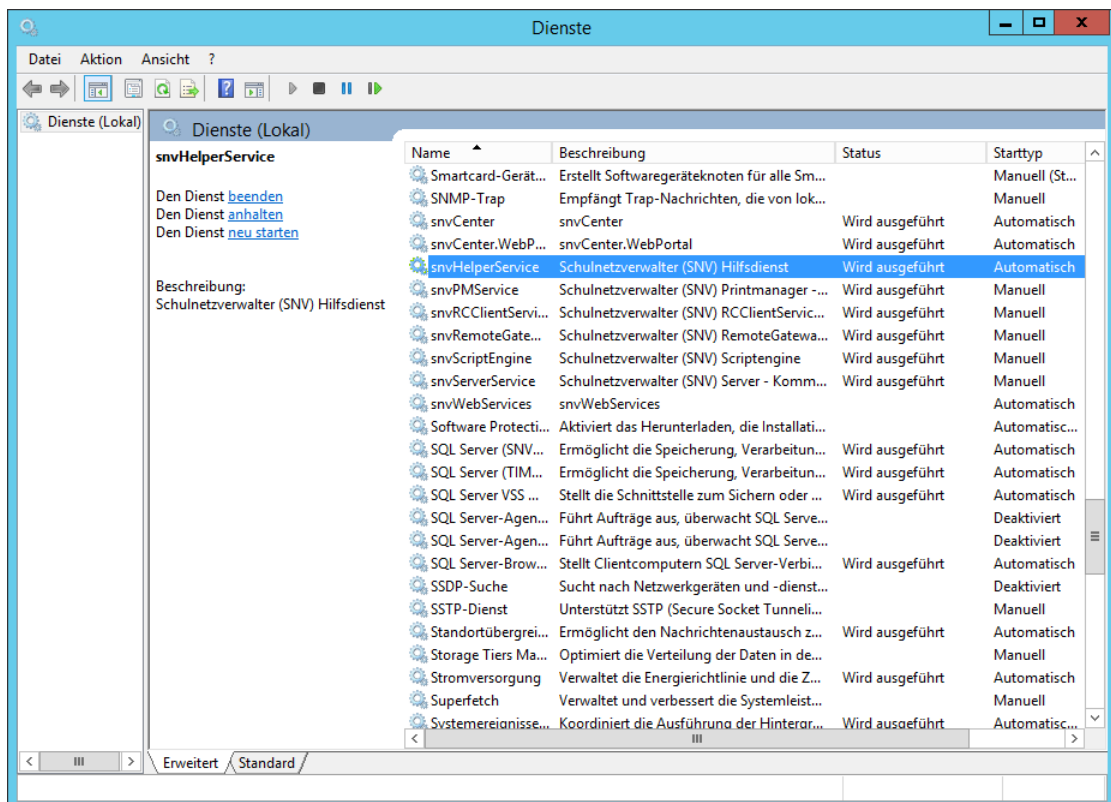 Dienste
Datei Aktion Ansicht ?
Dienste (Lokal)
Dienste (Lokal)
snvHelperService
Den Dienst beenden
Den Dienst anhalten
Den Dienst neu starten
Beschreibung:
Schulnetzverwalter (SNV) Hilfsdienst
Name Beschreibung Status Starttyp
Smartcard-Gerät... Erstellt Softwaregeräteknoten für alle Sm... Manuell (St...
SNMP-Trap Empfängt Trap-Nachrichten, die von lok... Manuell
snvCenter snvCenter Wird ausgeführt Automatisch
snvCenter.WebP... snvCenter.WebPortal Wird ausgeführt Automatisch
snvHelperService Schulnetzverwalter (SNV) Hilfsdienst Wird ausgeführt Automatisch
snvPMService Schulnetzverwalter (SNV) Printmanager -... Wird ausgeführt Manuell
snvRCClientServi... Schulnetzverwalter (SNV) RCClientServic... Wird ausgeführt Manuell
snvRemoteGate... Schulnetzverwalter (SNV) RemoteGatewa... Wird ausgeführt Manuell
snvScriptEngine Schulnetzverwalter (SNV) Scriptengine Wird ausgeführt Manuell
snvServerService Schulnetzverwalter (SNV) Server - Komm... Wird ausgeführt Manuell
snvWebServices snvWebServices Automatisch
Software Protecti... Aktiviert das Herunterladen, die Installati... Automatisc...
SQL Server (SNV... Ermöglicht die Speicherung, Verarbeitun... Wird ausgeführt Automatisch
SQL Server (TIM... Ermöglicht die Speicherung, Verarbeitun... Wird ausgeführt Automatisch
SQL Server VSS ... Stellt die Schnittstelle zum Sichern oder ... Wird ausgeführt Automatisch
SQL Server-Agen... Führt Aufträge aus, überwacht SQL Serve... Deaktiviert
SQL Server-Agen... Führt Aufträge aus, überwacht SQL Serve... Deaktiviert
SQL Server-Brow... Stellt Clientcomputern SQL Server-Verbi... Wird ausgeführt Automatisch
SSDP-Suche Sucht nach Netzwerkgeräten und -dienst... Deaktiviert
SSTP-Dienst Unterstützt SSTP (Secure Socket Tunneli... Manuell
Standortübergrei... Ermöglicht den Nachrichtenaustausch z... Wird ausgeführt Automatisch
Storage Tiers Ma... Optimiert die Verteilung der Daten in de... Manuell
Stromversorgung Verwaltet die Energierichtlinie und die Z... Wird ausgeführt Automatisch
Superfetch Verwaltet und verbessert die Systemleist... Manuell
Systemereignisse... Koordiniert die Ausführung der Hintergr... Wird ausgeführt Automatisc...
Erweitert Standard